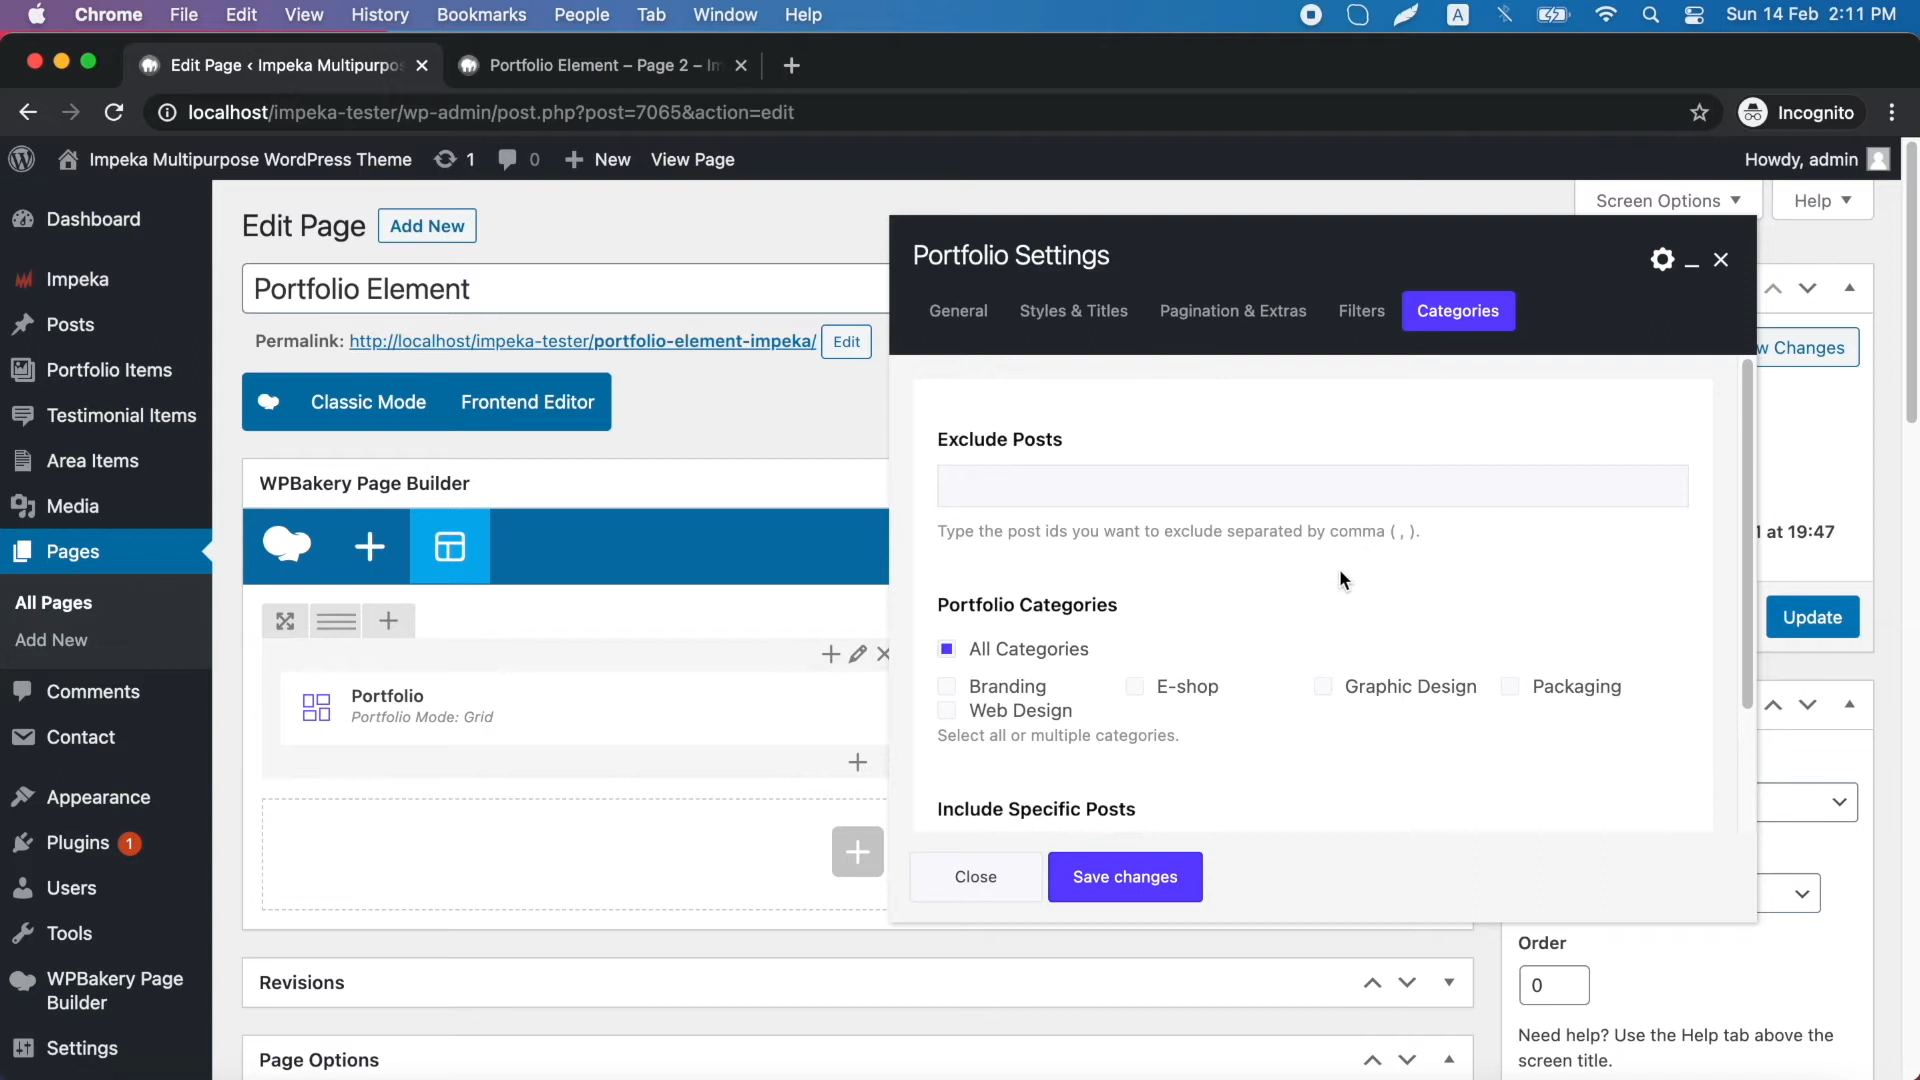 Chrome File Edit View History Bookmarks People Tab Window Help
A
Sun 14 Feb 2:11 PM
Edit Page ‹ Impeka Multipurpo
Portfolio Element – Page 2 – Im
localhost/impeka-tester/wp-admin/post.php?post=7065&action=edit
Incognito
Impeka Multipurpose WordPress Theme 1 0 New View Page
Howdy, admin
Dashboard
Impeka
Posts
Portfolio Items
Testimonial Items
Area Items
Media
Pages
All Pages
Add New
Comments
Contact
Appearance
Plugins 1
Users
Tools
WPBakery Page
Builder
Settings
Screen Options
Help
Edit Page
Add New
Portfolio Element
Permalink: http://localhost/impeka-tester/portfolio-element-impeka/ Edit
Classic Mode Frontend Editor
WPBakery Page Builder
Portfolio
Portfolio Mode: Grid
Revisions
Page Options
Portfolio Settings
General Styles & Titles Pagination & Extras Filters Categories
Exclude Posts
Type the post ids you want to exclude separated by comma ( , ).
Portfolio Categories
All Categories
Branding E-shop Graphic Design Packaging
Web Design
Select all or multiple categories.
Include Specific Posts
Close Save changes
w Changes
at 19:47
Update
Order
0
Need help? Use the Help tab above the
screen title.